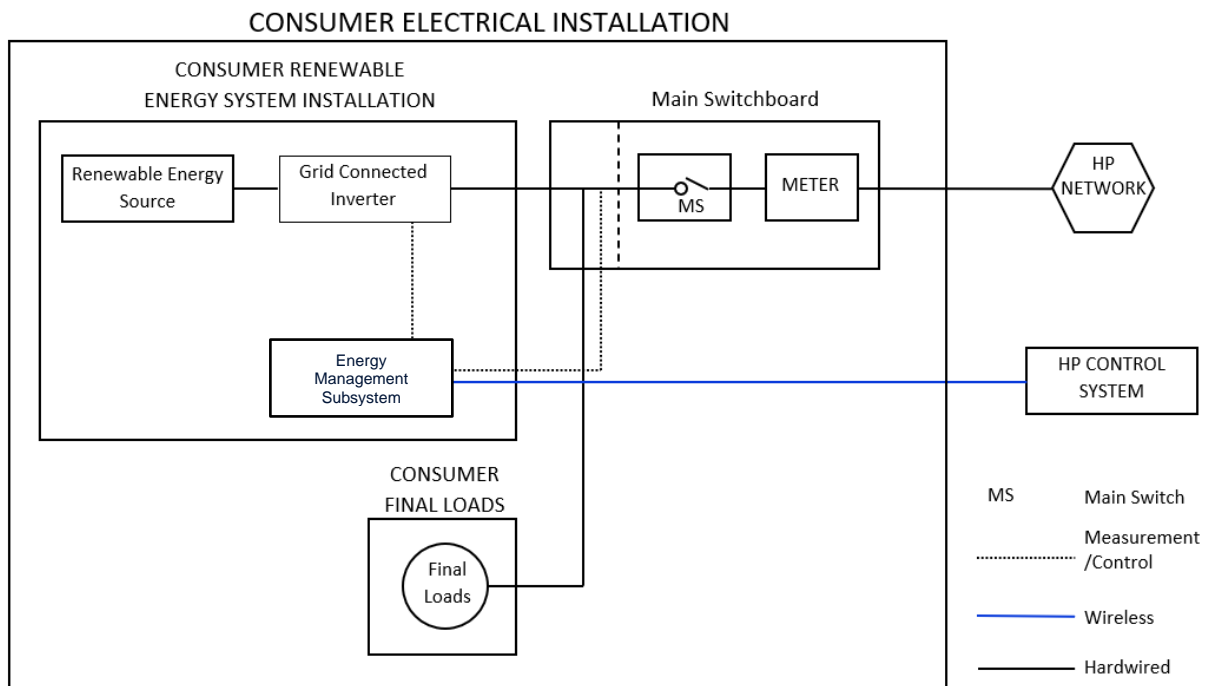 CONSUMER ELECTRICAL INSTALLATION
CONSUMER RENEWABLE
ENERGY SYSTEM INSTALLATION
Main Switchboard
Renewable Energy
Source
Grid Connected
Inverter
MS
METER
HP
NETWORK
Energy
Management
Subsystem
HP CONTROL
SYSTEM
CONSUMER
FINAL LOADS
Final
Loads
MS
Main Switch
Measurement
/Control
Wireless
Hardwired